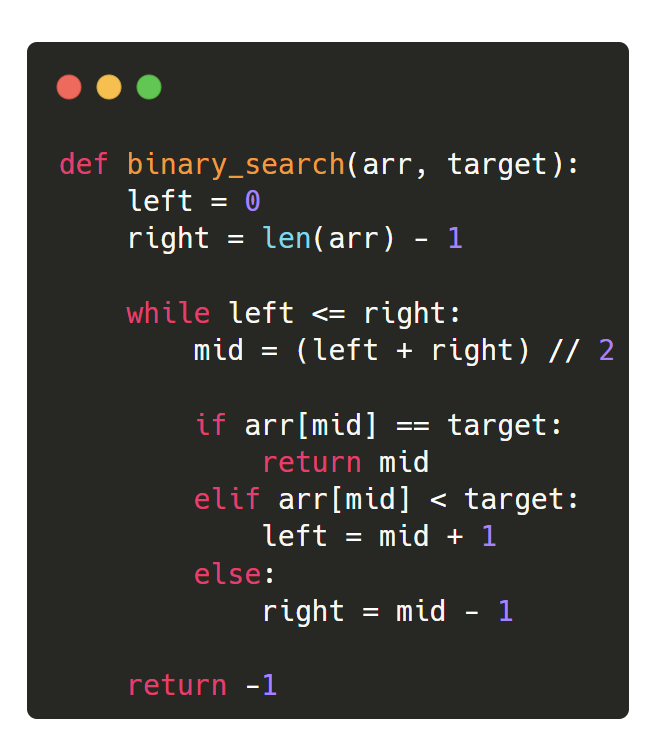 def binary_search(arr, target):
    left = 0
    right = len(arr) - 1

    while left <= right:
        mid = (left + right) // 2

        if arr[mid] == target:
            return mid
        elif arr[mid] < target:
            left = mid + 1
        else:
            right = mid - 1

    return -1